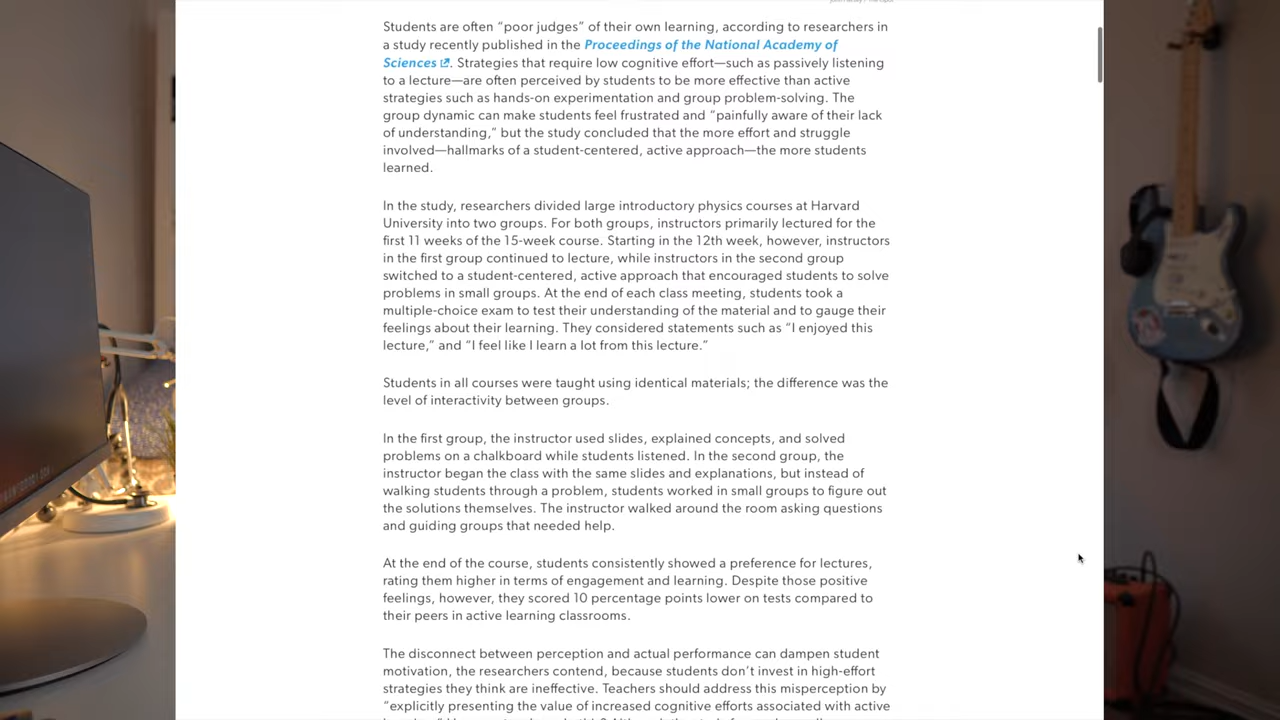 Students are often “poor judges” of their own learning, according to researchers in
a study recently published in the Proceedings of the National Academy of
Sciences. Strategies that require low cognitive effort—such as passively listening
to a lecture—are often perceived by students to be more effective than active
strategies such as hands-on experimentation and group problem-solving. The
group dynamic can make students feel frustrated and “painfully aware of their lack
of understanding,” but the study concluded that the more effort and struggle
involved—hallmarks of a student-centered, active approach—the more students
learned.
In the study, researchers divided large introductory physics courses at Harvard
University into two groups. For both groups, instructors primarily lectured for the
first 11 weeks of the 15-week course. Starting in the 12th week, however, instructors
in the first group continued to lecture, while instructors in the second group
switched to a student-centered, active approach that encouraged students to solve
problems in small groups. At the end of each class meeting, students took a
multiple-choice exam to test their understanding of the material and to gauge their
feelings about their learning. They considered statements such as “I enjoyed this
lecture,” and “I feel like I learn a lot from this lecture.”
Students in all courses were taught using identical materials; the difference was the
level of interactivity between groups.
In the first group, the instructor used slides, explained concepts, and solved
problems on a chalkboard while students listened. In the second group, the
instructor began the class with the same slides and explanations, but instead of
walking students through a problem, students worked in small groups to figure out
the solutions themselves. The instructor walked around the room asking questions
and guiding groups that needed help.
At the end of the course, students consistently showed a preference for lectures,
rating them higher in terms of engagement and learning. Despite those positive
feelings, however, they scored 10 percentage points lower on tests compared to
their peers in active learning classrooms.
The disconnect between perception and actual performance can dampen student
motivation, the researchers contend, because students don’t invest in high-effort
strategies they think are ineffective. Teachers should address this misperception by
“explicitly presenting the value of increased cognitive efforts associated with active